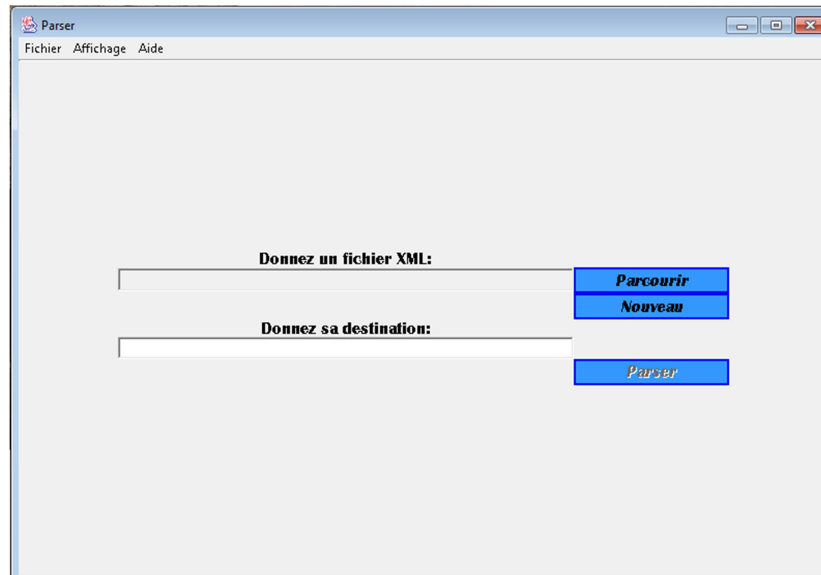 Parser
Fichier Affichage Aide
Donnez un fichier XML:
Parcourir
Nouveau
Donnez sa destination:
Parser